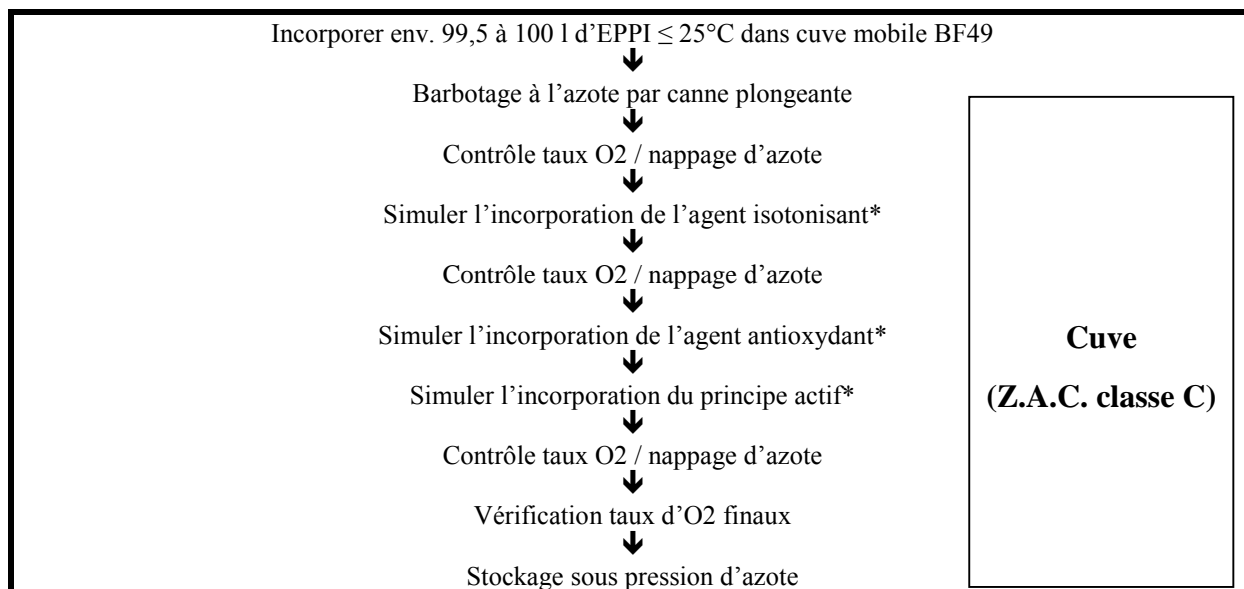 Incorporer env. 99,5 à 100 l d’EPPI ≤ 25°C dans cuve mobile BF49
Barbotage à l’azote par canne plongeante
Contrôle taux O2 / nappage d’azote
Simuler l’incorporation de l’agent isotonisant*
Contrôle taux O2 / nappage d’azote
Simuler l’incorporation de l’agent antioxydant*
Simuler l’incorporation du principe actif*
Contrôle taux O2 / nappage d’azote
Vérification taux d’O2 finaux
Stockage sous pression d’azote
Cuve
(Z.A.C. classe C)